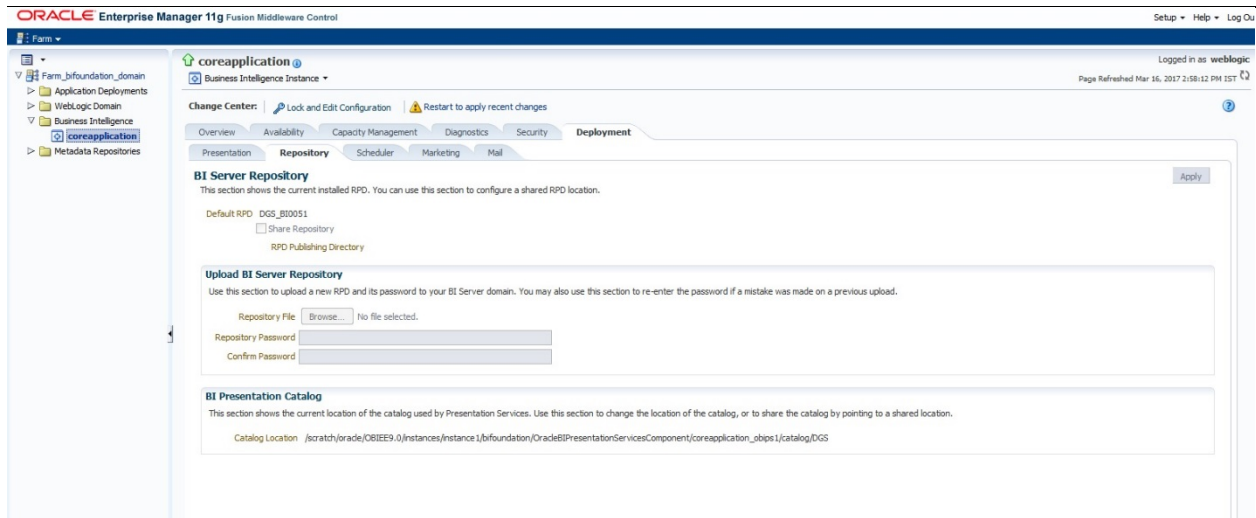 ORACLE Enterprise Manager 11g Fusion Middleware Control
Setup Help Log Ou
Farm
Farm_bifoundation_domain
Application Deployments
WebLogic Domain
Business Intelligence
coreapplication
Metadata Repositories
coreapplication
Logged in as weblogic
Business Intelligence Instance
Page Refreshed Mar 16, 2017 2:58:12 PM IST
Change Center: Lock and Edit Configuration Restart to apply recent changes
Overview Availability Capacity Management Diagnostics Security Deployment
Presentation Repository Scheduler Marketing Mail
BI Server Repository
Apply
This section shows the current installed RPD. You can use this section to configure a shared RPD location.
Default RPD DGS_BI0051
Share Repository
RPD Publishing Directory
Upload BI Server Repository
Use this section to upload a new RPD and its password to your BI Server domain. You may also use this section to re-enter the password if a mistake was made on a previous upload.
Repository File Browse... No file selected.
Repository Password
Confirm Password
BI Presentation Catalog
This section shows the current location of the catalog used by Presentation Services. Use this section to change the location of the catalog, or to share the catalog by pointing to a shared location.
Catalog Location /scratch/oracle/OBIEE9.0/instances/instance1/bifoundation/OracleBIPresentationServicesComponent/coreapplication_obips1/catalog/DGS